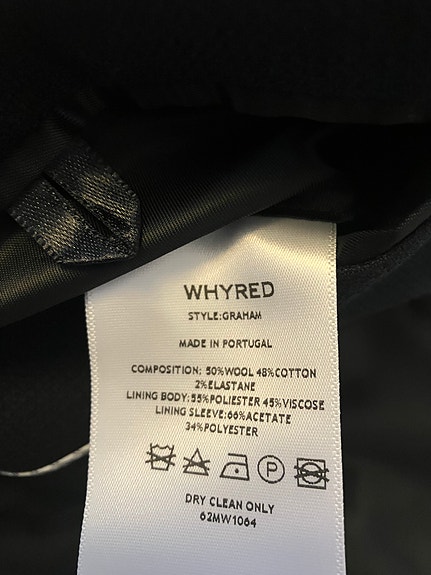 WHYRED
STYLE:GRAHAM
MADE IN PORTUGAL
COMPOSITION: 50%WOOL 48%COTTON
2%ELASTANE
LINING BODY:55%POLIESTER 45%VISCOSE
LINING SLEEVE:66%ACETATE
34%POLYESTER
P
DRY CLEAN ONLY
62MW1064